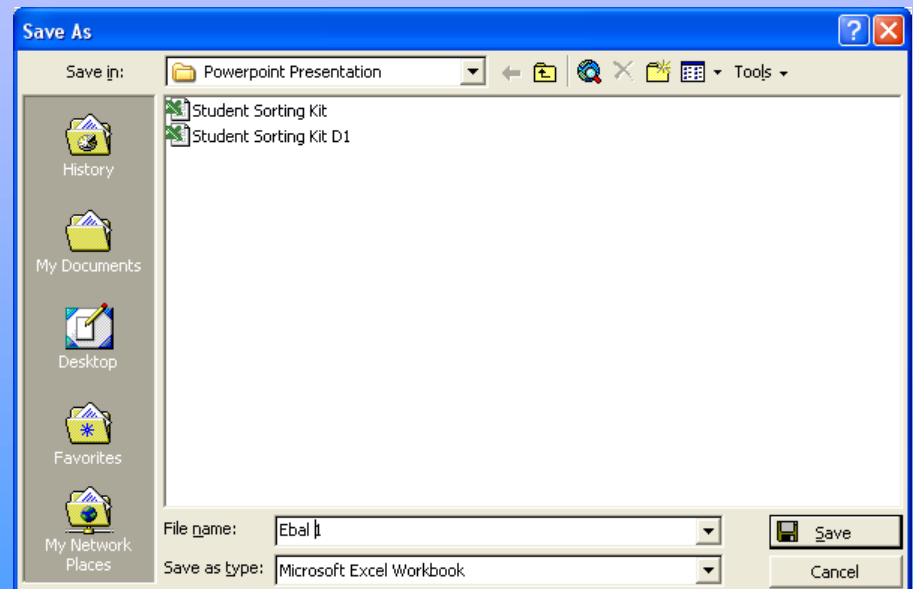 Save As
Save in: Powerpoint Presentation Tools
Student Sorting Kit
Student Sorting Kit D1
History
My Documents
Desktop
Favorites
My Network
Places
File name: Ebal 1 Save
Save as type: Microsoft Excel Workbook Cancel